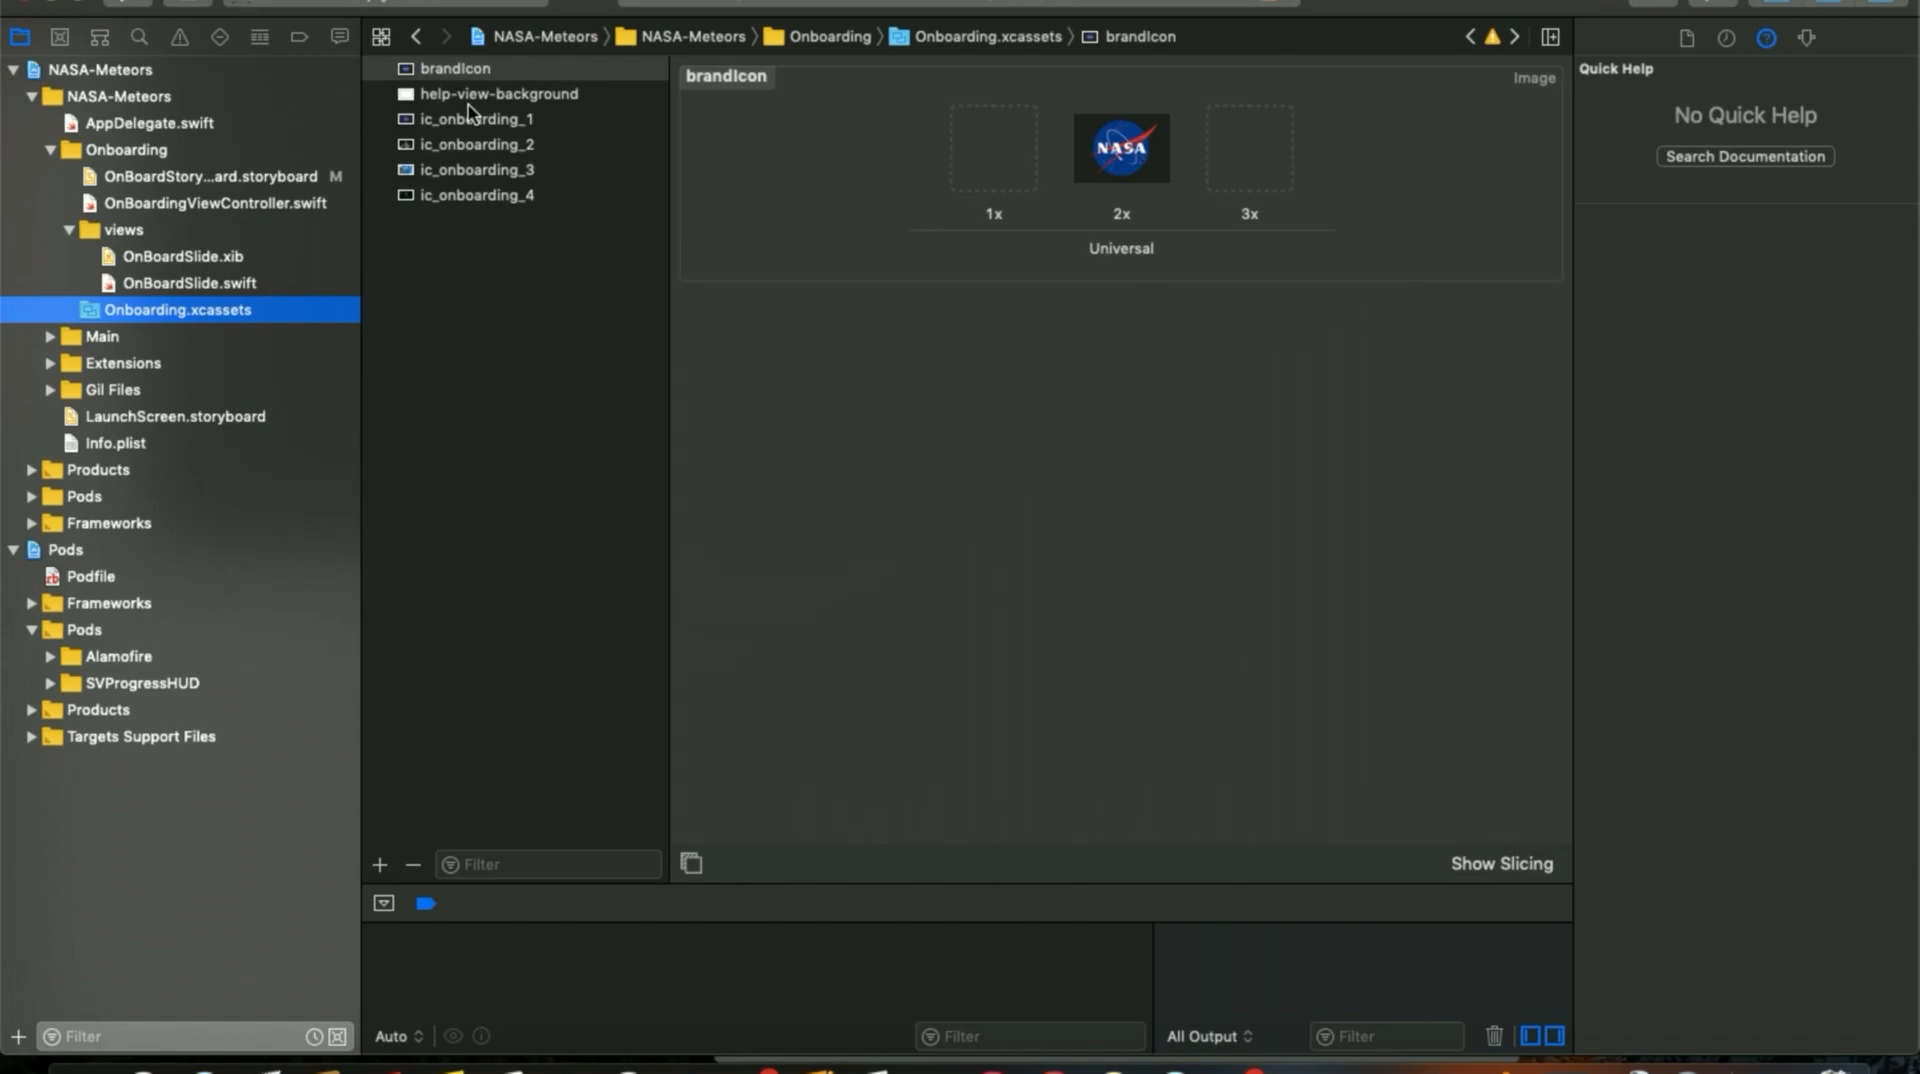 NASA-Meteors
NASA-Meteors
AppDelegate.swift
Onboarding
OnBoardStory...ard.storyboard M
OnBoardingViewController.swift
views
OnBoardSlide.xib
OnBoardSlide.swift
Onboarding.xcassets
Main
Extensions
Gil Files
LaunchScreen.storyboard
Info.plist
Products
Pods
Frameworks
Pods
Podfile
Frameworks
Pods
Alamofire
SVProgressHUD
Products
Targets Support Files
Filter
NASA-Meteors NASA-Meteors Onboarding Onboarding.xcassets brandIcon
brandIcon
help-view-background
ic_onboarding_1
ic_onboarding_2
ic_onboarding_3
ic_onboarding_4
Filter
brandIcon Image
NASA
1x 2x 3x
Universal
Show Slicing
Auto
Filter
All Output
Filter
Quick Help
No Quick Help
Search Documentation